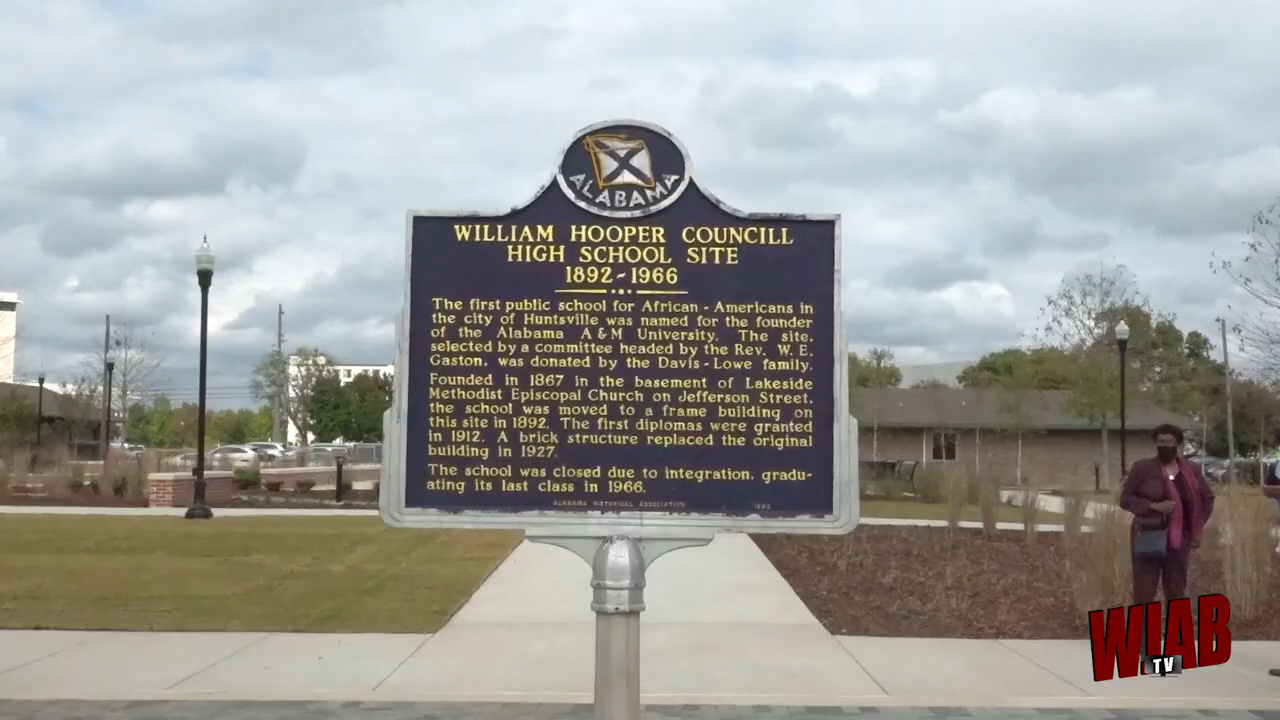 ALABAMA
WILLIAM HOOPER COUNCILL
HIGH SCHOOL SITE
1892-1966
The first public school for African-Americans in
the city of Huntsville was named for the founder
of the Alabama A&M University. The site,
selected by a committee headed by the Rev. W. E.
Gaston, was donated by the Davis-Lowe family.
Founded in 1867 in the basement of Lakeside
Methodist Episcopal Church on Jefferson Street,
the school was moved to a frame building on
this site in 1892. The first diplomas were granted
in 1912. A brick structure replaced the original
building in 1927.
The school was closed due to integration, gradu-
ating its last class in 1966.
ALABAMA HISTORICAL ASSOCIATION
WIAB
TV